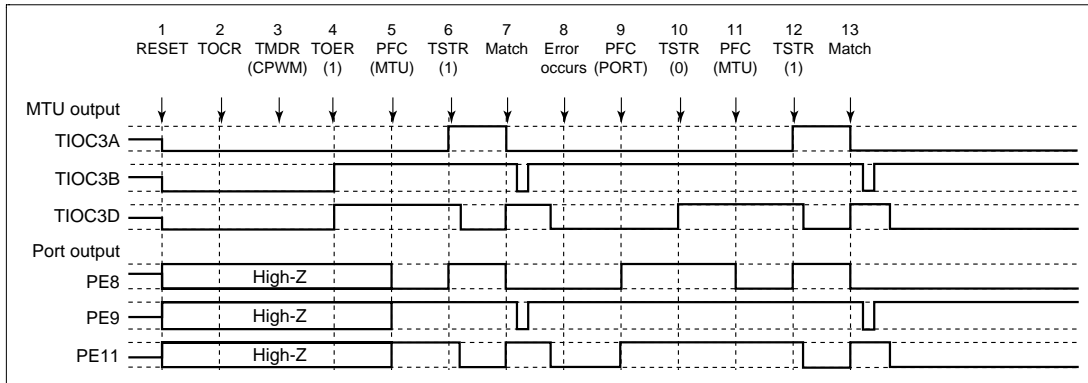 1 2 3 4 5 6 7 8 9 10 11 12 13
RESET TOCR TMDR TOER PFC TSTR Match Error PFC TSTR PFC TSTR Match
(CPWM) (1) (MTU) (1) occurs (PORT) (0) (MTU) (1)
MTU output
TIOC3A
TIOC3B
TIOC3D
Port output
PE8 High-Z
PE9 High-Z
PE11 High-Z